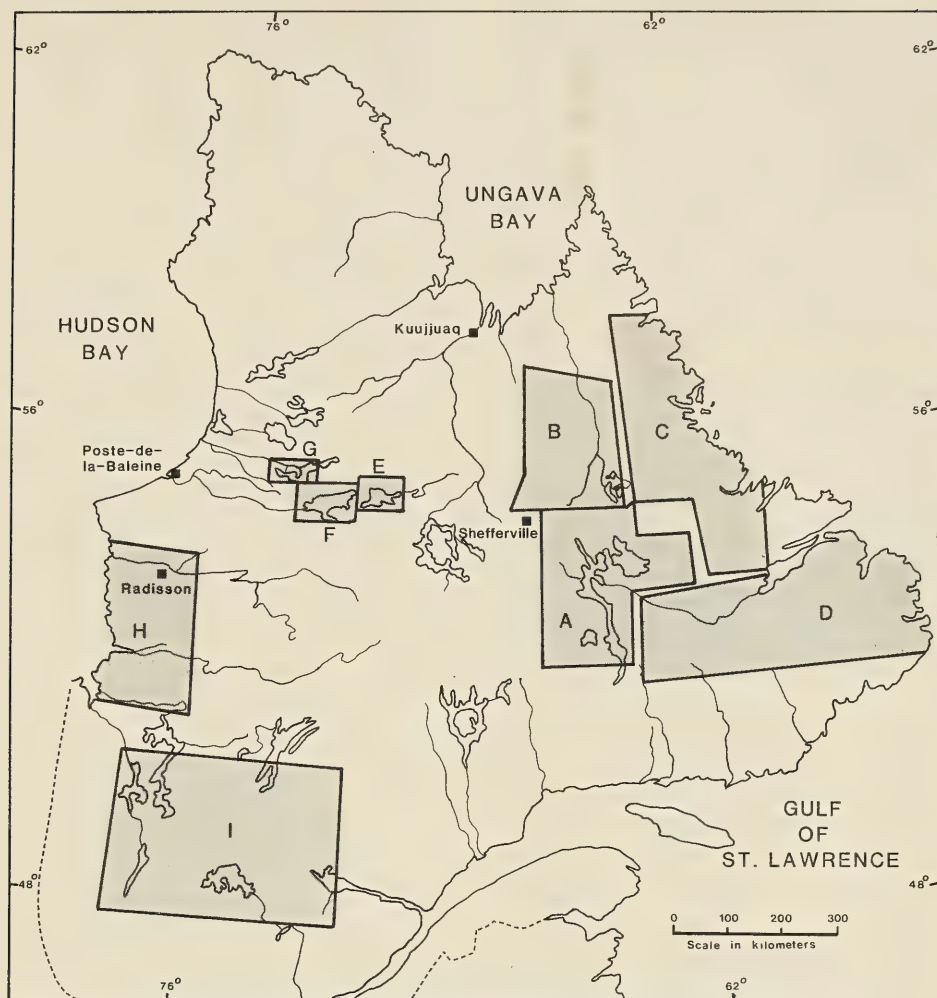 76°
62°
62°
62°
UNGAVA
BAY
HUDSON
BAY
Kuujjuaq
56°
56°
B
C
Poste-de-
la-Baleine
G
E
F
Shefferville
Radisson
H
A
D
I
GULF
OF
ST. LAWRENCE
48°
48°
0 100 200 300
Scale in kilometers
76°
62°